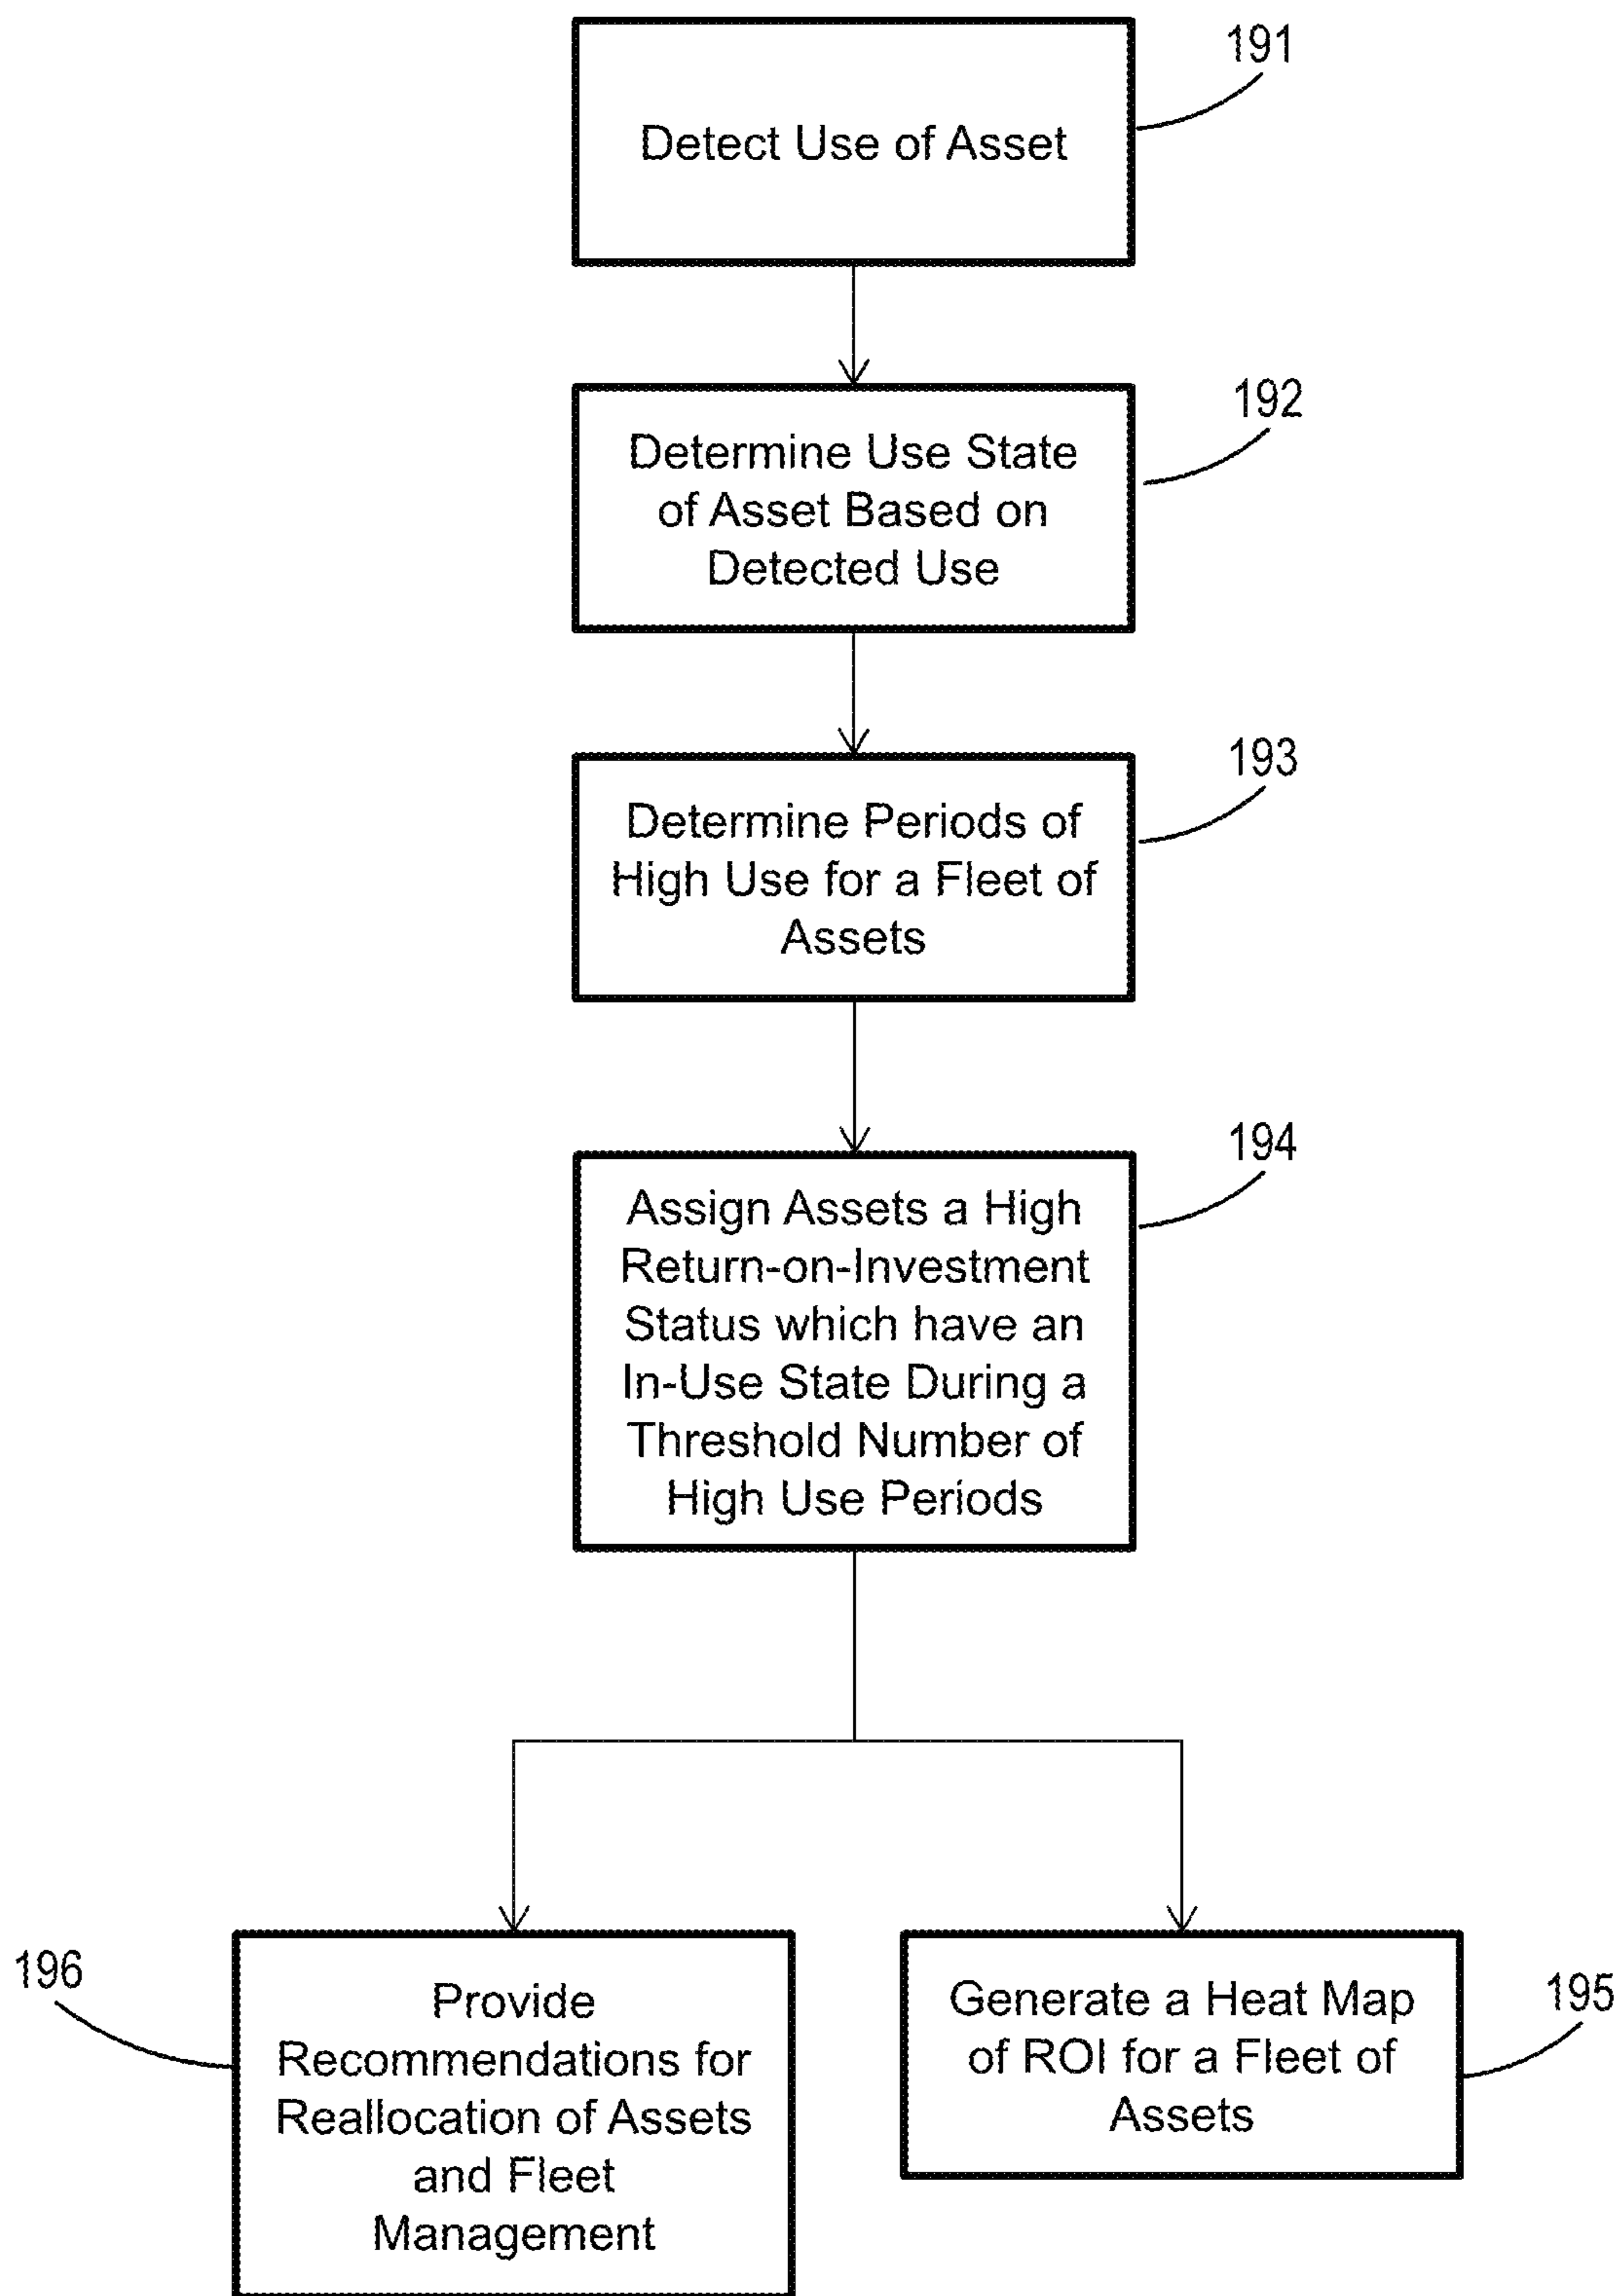 191
Detect Use of Asset
192
Determine Use State
of Asset Based on
Detected Use
193
Determine Periods of
High Use for a Fleet of
Assets
194
Assign Assets a High
Return-on-Investment
Status which have an
In-Use State During a
Threshold Number of
High Use Periods
196
Provide
Recommendations for
Reallocation of Assets
and Fleet
Management
Generate a Heat Map
of ROI for a Fleet of
Assets
195